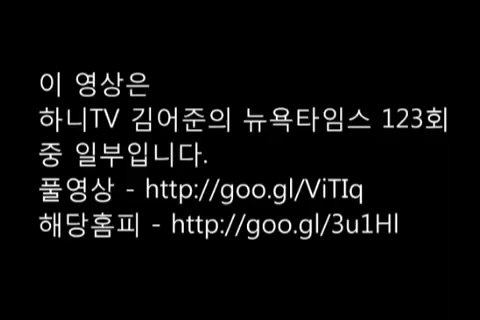 이 영상은
하니TV 김어준의 뉴욕타임스 123회
중 일부입니다.
풀영상 - http://goo.gl/ViTIq
해당홈피 - http://goo.gl/3u1Hl